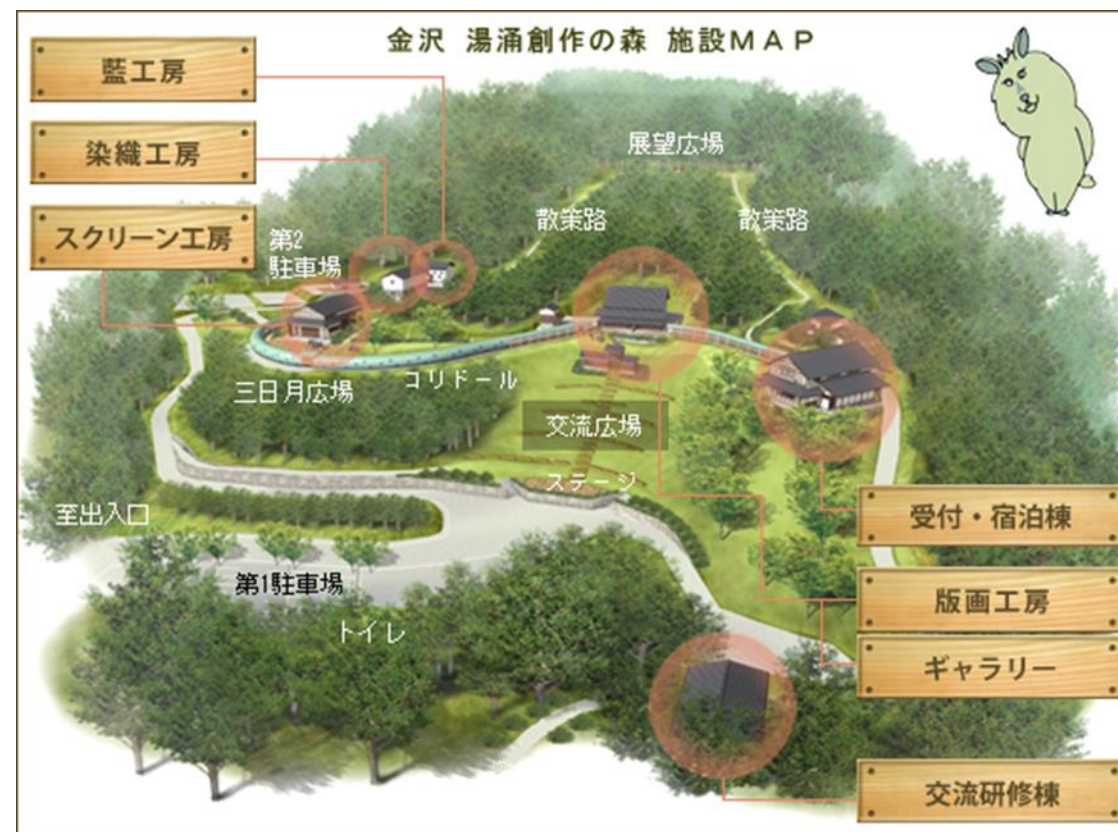 金沢 湯涌創作の森 施設MAP
藍工房
染織工房
スクリーン工房
展望広場
散策路
散策路
第2
駐車場
三日月広場
コリドール
交流広場
ステージ
至出入口
第1駐車場
トイレ
受付・宿泊棟
版画工房
ギャラリー
交流研修棟